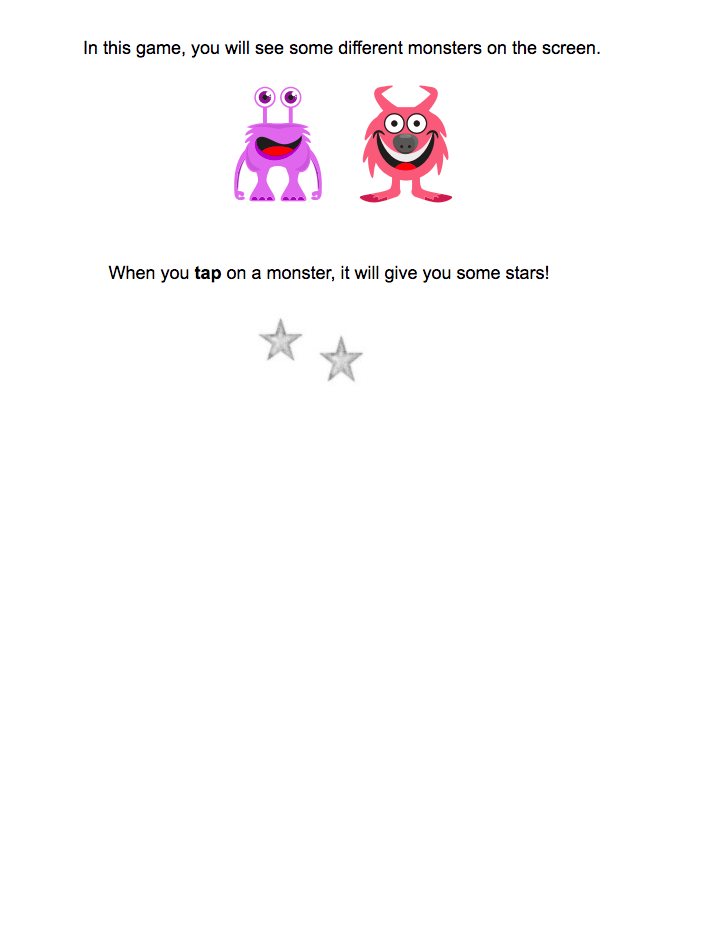 In this game, you will see some different monsters on the screen.
When you tap on a monster, it will give you some stars!